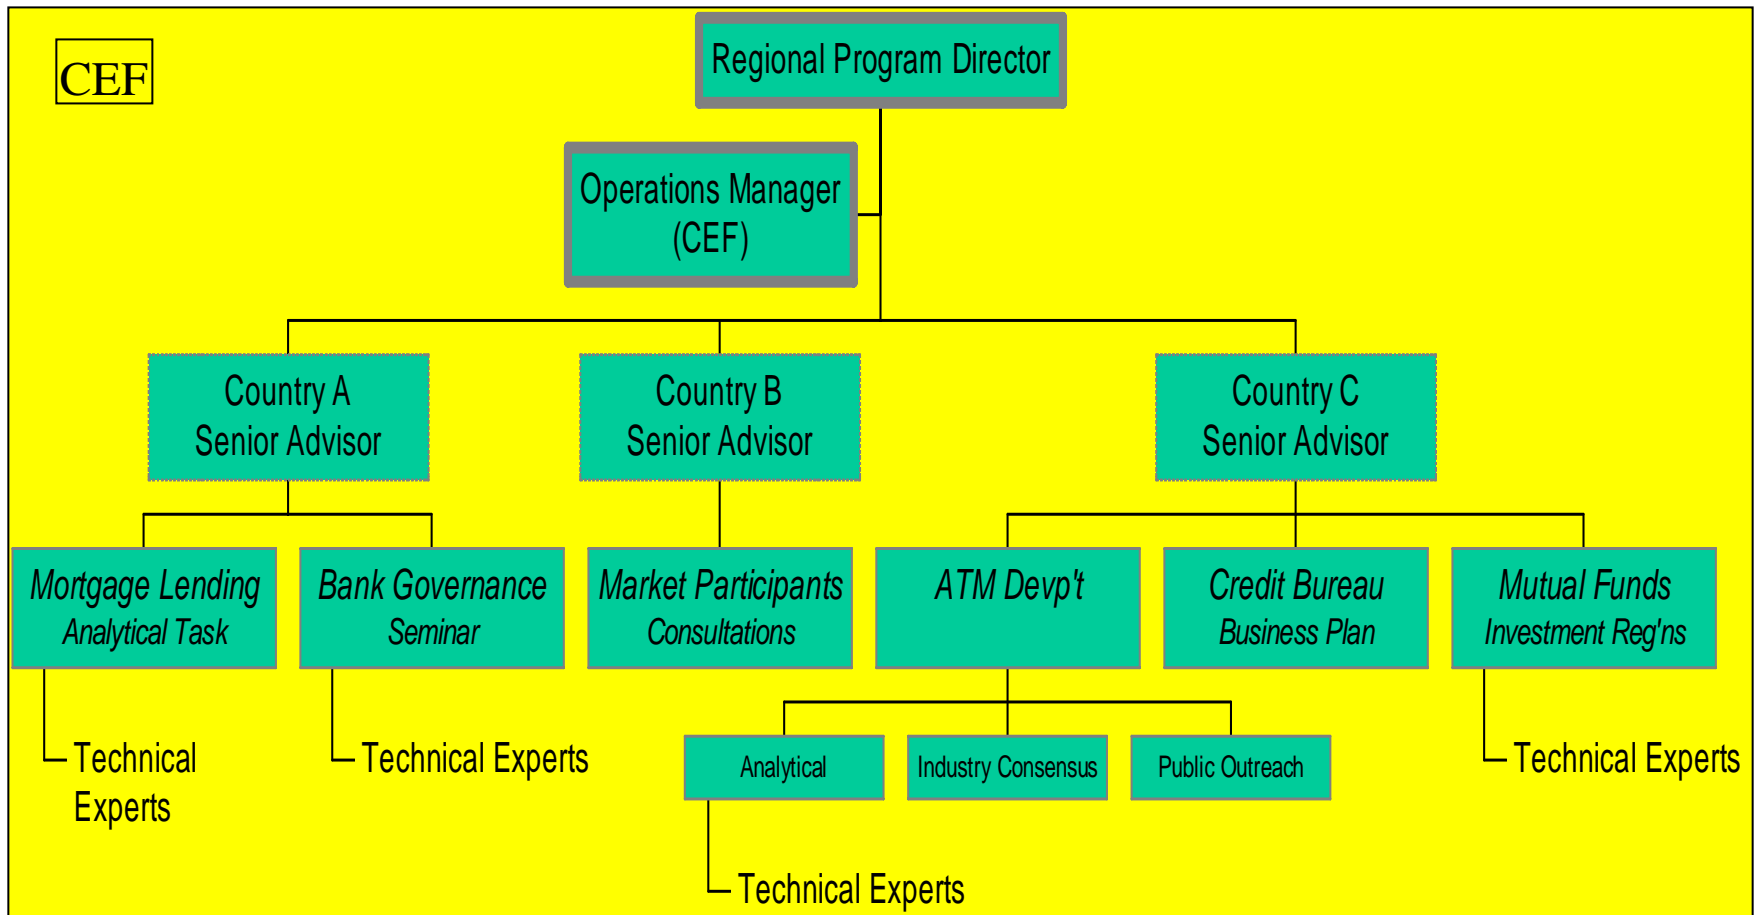 CEF
Regional Program Director
Operations Manager
(CEF)
Country A
Senior Advisor
Country B
Senior Advisor
Country C
Senior Advisor
Mortgage Lending
Analytical Task
Bank Governance
Seminar
Market Participants
Consultations
ATM Devp't
Credit Bureau
Business Plan
Mutual Funds
Investment Reg'ns
Technical
Experts
Technical Experts
Analytical
Industry Consensus
Public Outreach
Technical Experts
Technical Experts